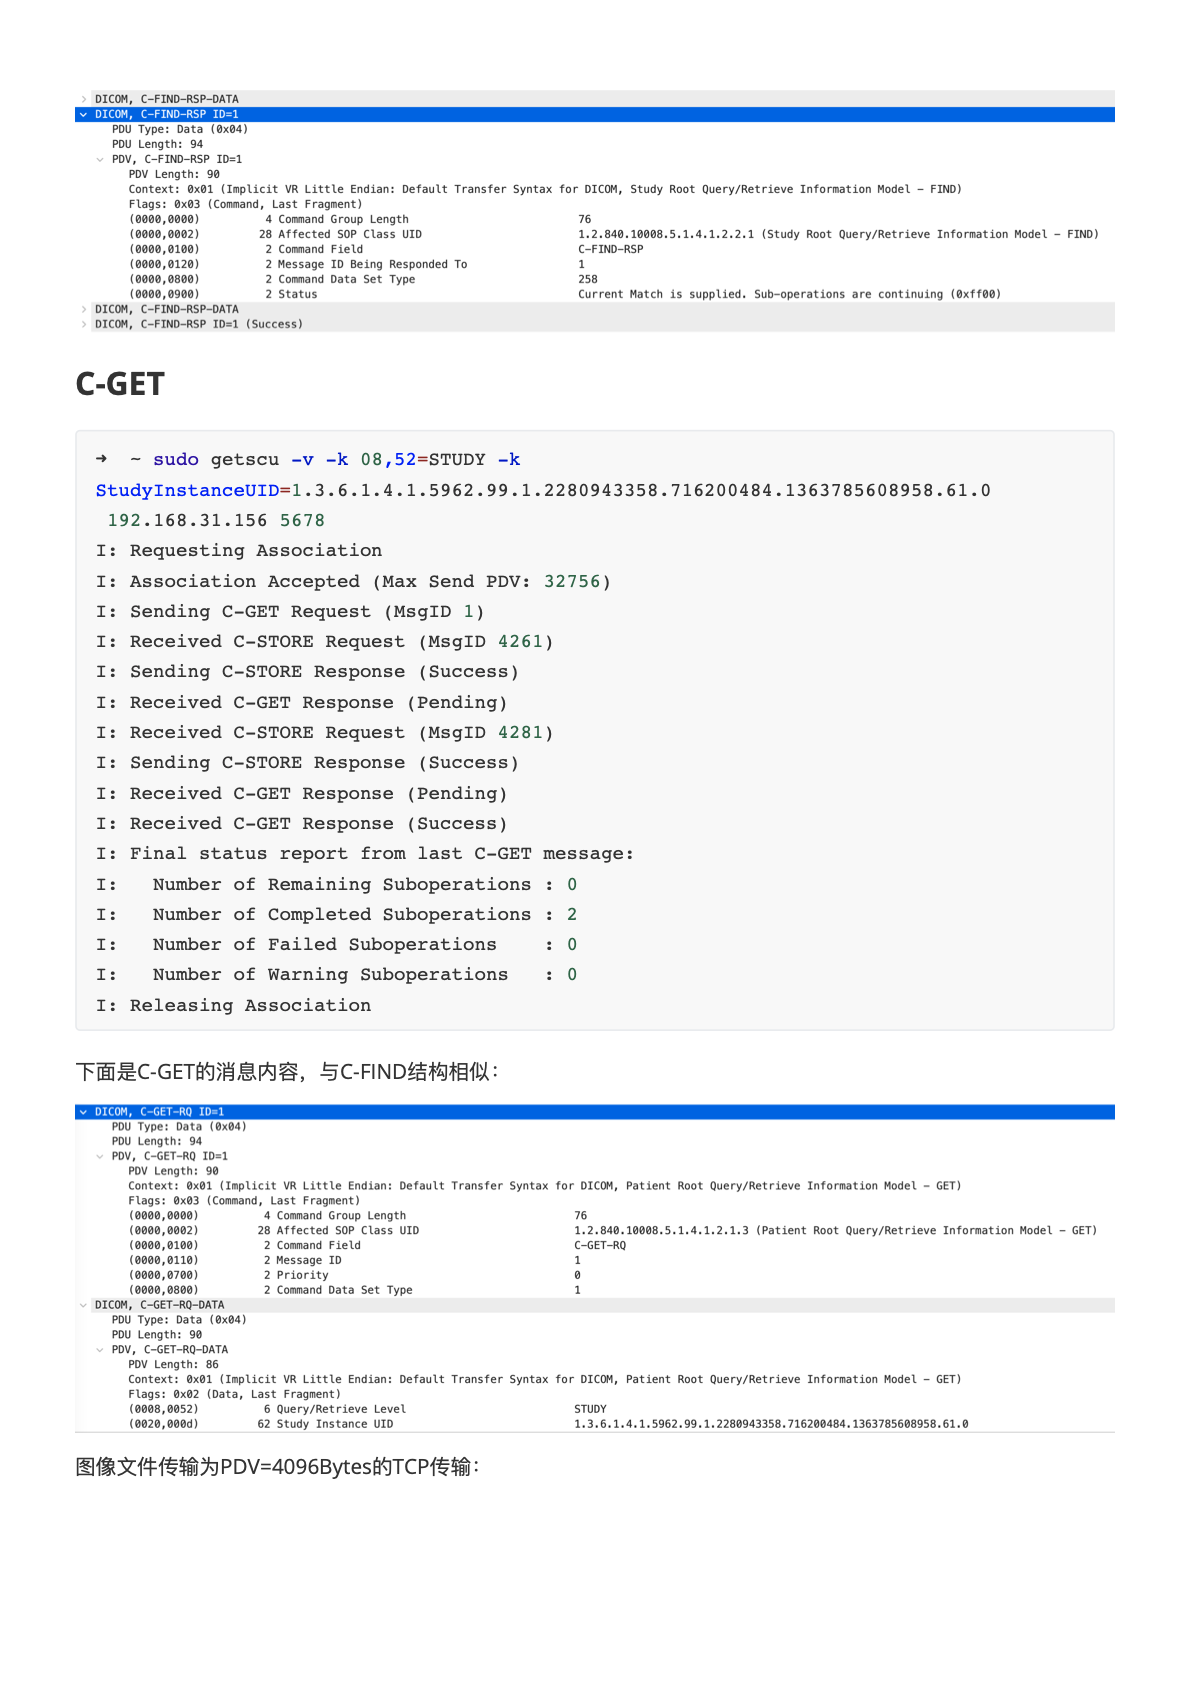 DICOM, C-FIND-RSP-DATA
DICOM, C-FIND-RSP ID=1
PDU Type: Data (0x04)
PDU Length: 94
PDV, C-FIND-RSP ID=1
PDV Length: 90
Context: 0x01 (Implicit VR Little Endian: Default Transfer Syntax for DICOM, Study Root Query/Retrieve Information Model - FIND)
Flags: 0x03 (Command, Last Fragment)
(0000,0000) 4 Command Group Length 76
(0000,0002) 28 Affected SOP Class UID 1.2.840.10008.5.1.4.1.2.2.1 (Study Root Query/Retrieve Information Model - FIND)
(0000,0100) 2 Command Field C-FIND-RSP
(0000,0120) 2 Message ID Being Responded To 1
(0000,0800) 2 Command Data Set Type 258
(0000,0900) 2 Status Current Match is supplied. Sub-operations are continuing (0xff00)
DICOM, C-FIND-RSP-DATA
DICOM, C-FIND-RSP ID=1 (Success)
C-GET
➜ ~ sudo getscu -v -k 08,52=STUDY -k
StudyInstanceUID=1.3.6.1.4.1.5962.99.1.2280943358.716200484.1363785608958.61.0
192.168.31.156 5678
I: Requesting Association
I: Association Accepted (Max Send PDV: 32756)
I: Sending C-GET Request (MsgID 1)
I: Received C-STORE Request (MsgID 4261)
I: Sending C-STORE Response (Success)
I: Received C-GET Response (Pending)
I: Received C-STORE Request (MsgID 4281)
I: Sending C-STORE Response (Success)
I: Received C-GET Response (Pending)
I: Received C-GET Response (Success)
I: Final status report from last C-GET message:
I: Number of Remaining Suboperations : 0
I: Number of Completed Suboperations : 2
I: Number of Failed Suboperations : 0
I: Number of Warning Suboperations : 0
I: Releasing Association
下面是C-GET的消息内容，与C-FIND结构相似：
DICOM, C-GET-RQ ID=1
PDU Type: Data (0x04)
PDU Length: 94
PDV, C-GET-RQ ID=1
PDV Length: 90
Context: 0x01 (Implicit VR Little Endian: Default Transfer Syntax for DICOM, Patient Root Query/Retrieve Information Model - GET)
Flags: 0x03 (Command, Last Fragment)
(0000,0000) 4 Command Group Length 76
(0000,0002) 28 Affected SOP Class UID 1.2.840.10008.5.1.4.1.2.1.3 (Patient Root Query/Retrieve Information Model - GET)
(0000,0100) 2 Command Field C-GET-RQ
(0000,0110) 2 Message ID 1
(0000,0700) 2 Priority 0
(0000,0800) 2 Command Data Set Type 1
DICOM, C-GET-RQ-DATA
PDU Type: Data (0x04)
PDU Length: 90
PDV, C-GET-RQ-DATA
PDV Length: 86
Context: 0x01 (Implicit VR Little Endian: Default Transfer Syntax for DICOM, Patient Root Query/Retrieve Information Model - GET)
Flags: 0x02 (Data, Last Fragment)
(0008,0052) 6 Query/Retrieve Level STUDY
(0020,000d) 62 Study Instance UID 1.3.6.1.4.1.5962.99.1.2280943358.716200484.1363785608958.61.0
图像文件传输为PDV=4096Bytes的TCP传输：